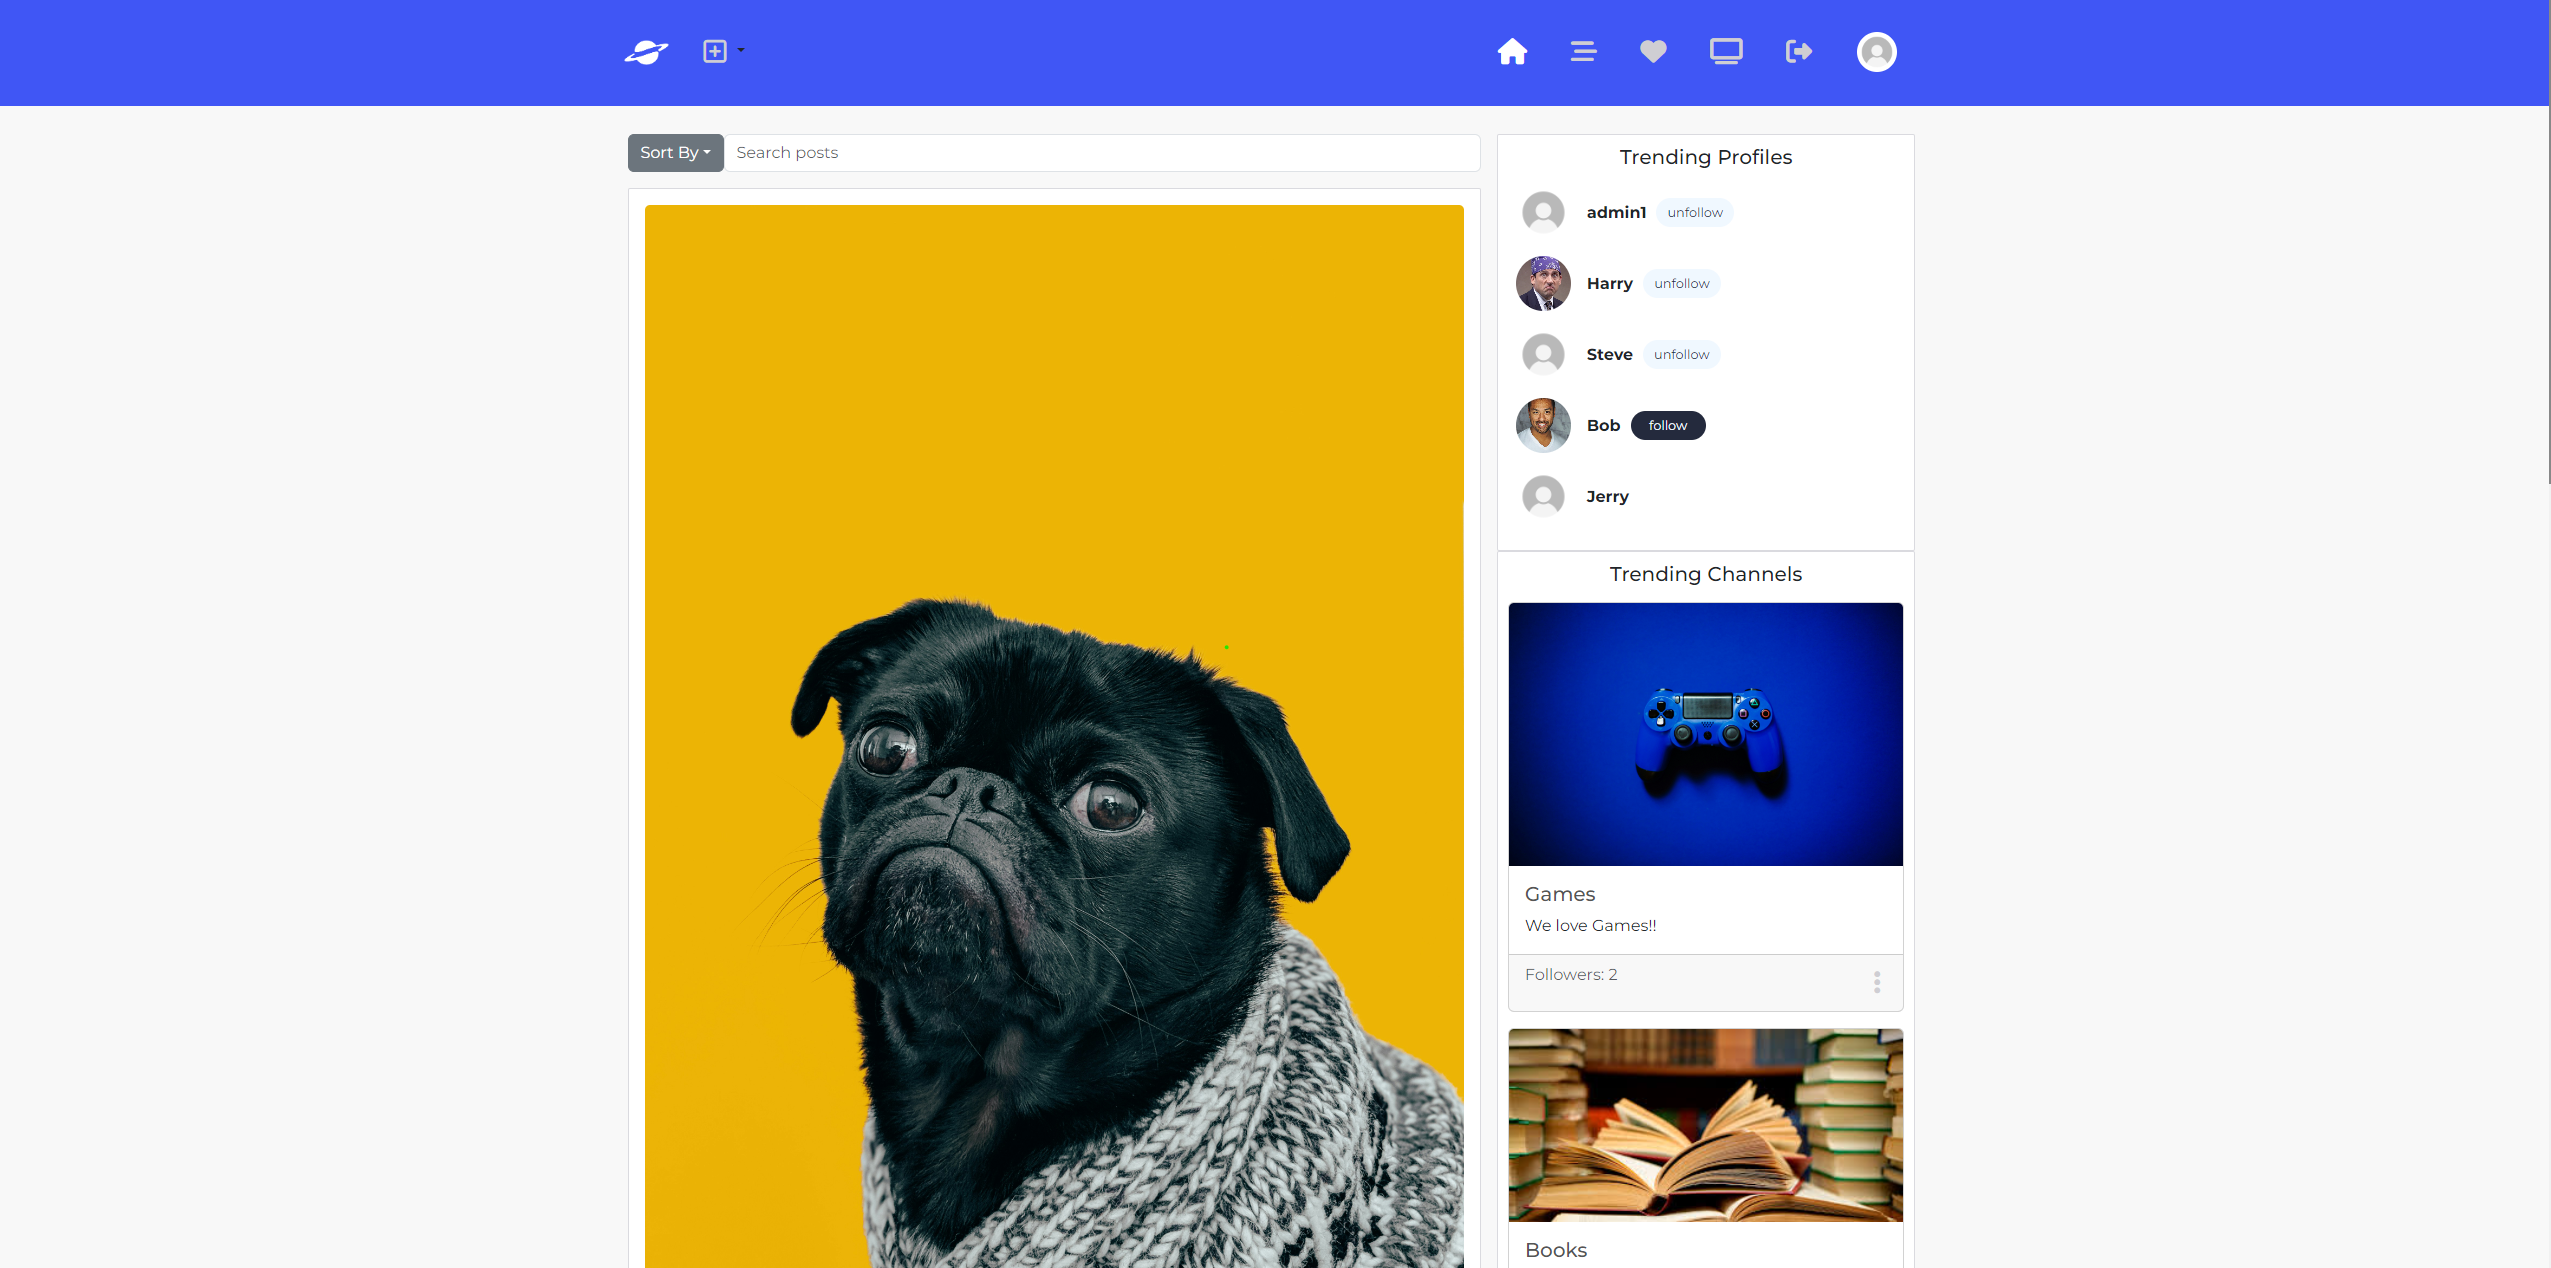 Sort By
Search posts
Trending Profiles
admin1 unfollow
Harry unfollow
Steve unfollow
Bob follow
Jerry
Trending Channels
Games
We love Games!!
Followers: 2
Books